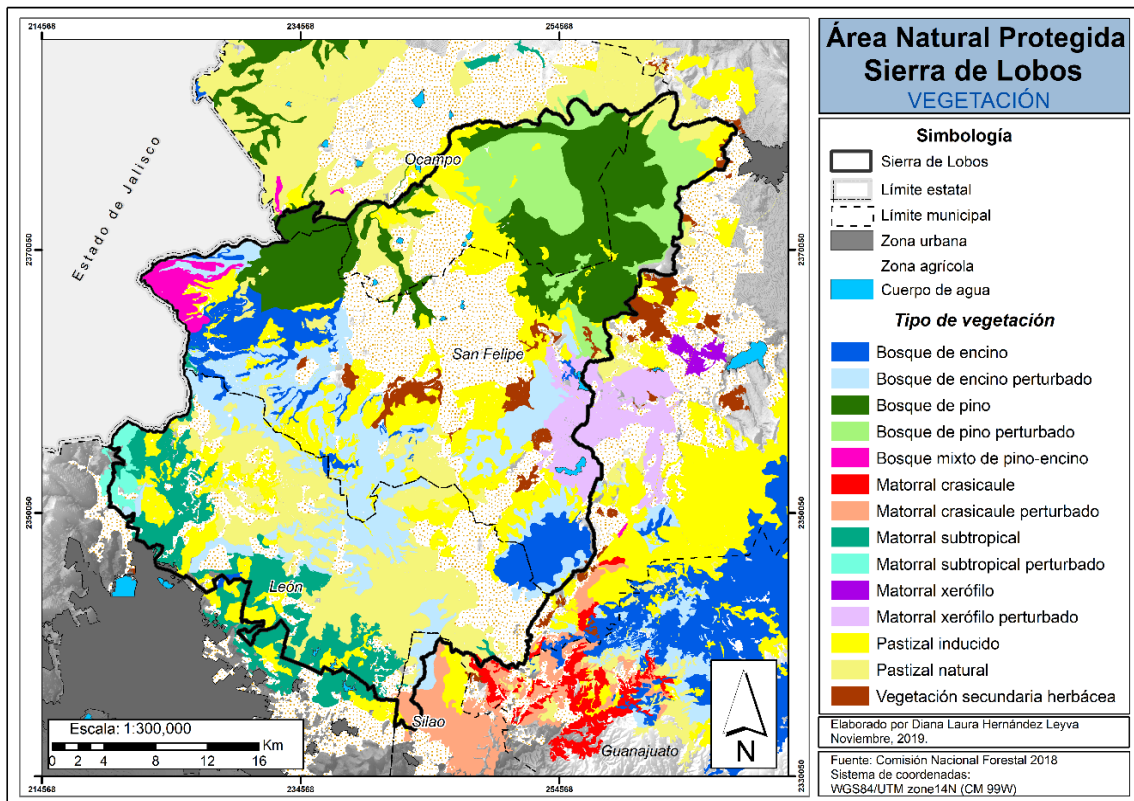 Área Natural Protegida
Sierra de Lobos
VEGETACIÓN
Simbología
Sierra de Lobos
Límite estatal
Límite municipal
Zona urbana
Zona agrícola
Cuerpo de agua
Tipo de vegetación
Bosque de encino
Bosque de encino perturbado
Bosque de pino
Bosque de pino perturbado
Bosque mixto de pino-encino
Matorral crasicaule
Matorral crasicaule perturbado
Matorral subtropical
Matorral subtropical perturbado
Matorral xerófilo
Matorral xerófilo perturbado
Pastizal inducido
Pastizal natural
Vegetación secundaria herbácea
Elaborado por Diana Laura Hernández Leyva
Noviembre, 2019.
Fuente: Comisión Nacional Forestal 2018
Sistema de coordenadas:
WGS84/UTM zone14N (CM 99W)
214568
234568
254568
Estado de Jalisco
Ocampo
2370050
2370050
San Felipe
2350050
2350050
León
Silao
Guanajuato
N
Escala: 1:300,000
0 2 4 8 12 16 Km
2330050
214568
234568
254568